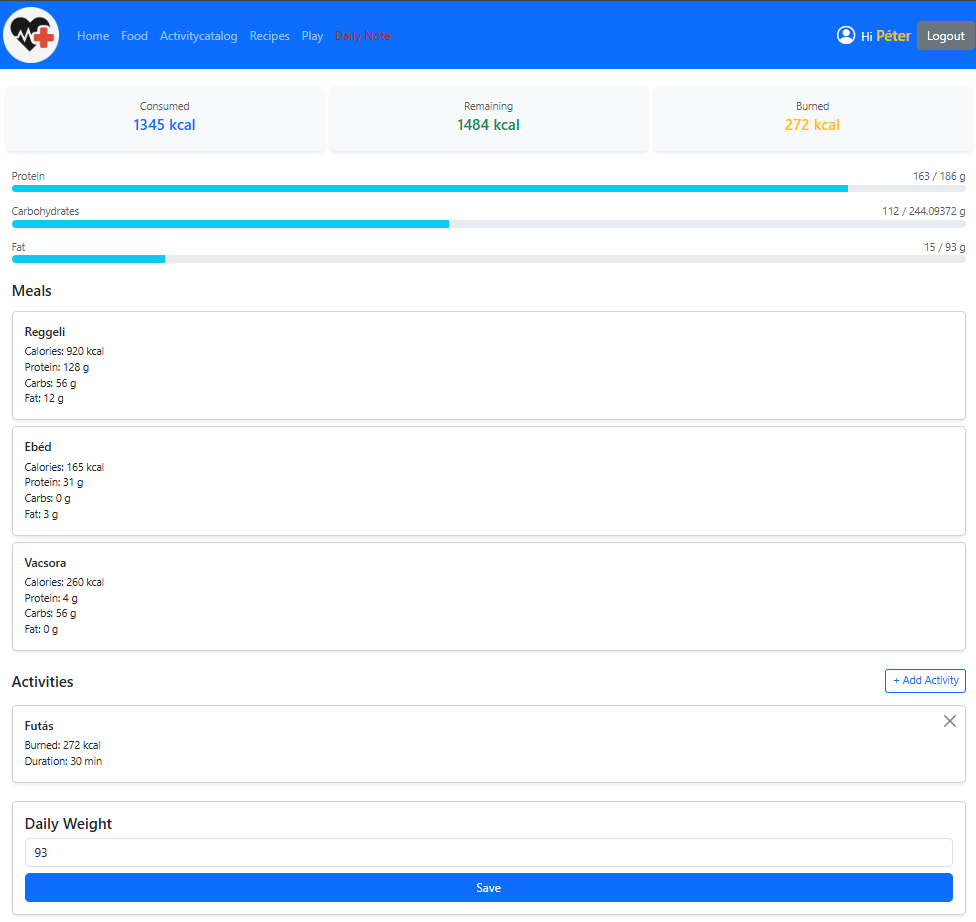 Home Food Activitycatalog Recipes Play Daily Note Hi Péter Logout
Consumed Remaining Burned
1345 kcal 1484 kcal 272 kcal
Protein 163 / 186 g
Carbohydrates 112 / 244.09372 g
Fat 15 / 93 g
Meals
Reggeli
Calories: 920 kcal
Protein: 128 g
Carbs: 56 g
Fat: 12 g
Ebéd
Calories: 165 kcal
Protein: 31 g
Carbs: 0 g
Fat: 3 g
Vacsora
Calories: 260 kcal
Protein: 4 g
Carbs: 56 g
Fat: 0 g
Activities + Add Activity
Futás
Burned: 272 kcal
Duration: 30 min
Daily Weight
93
Save